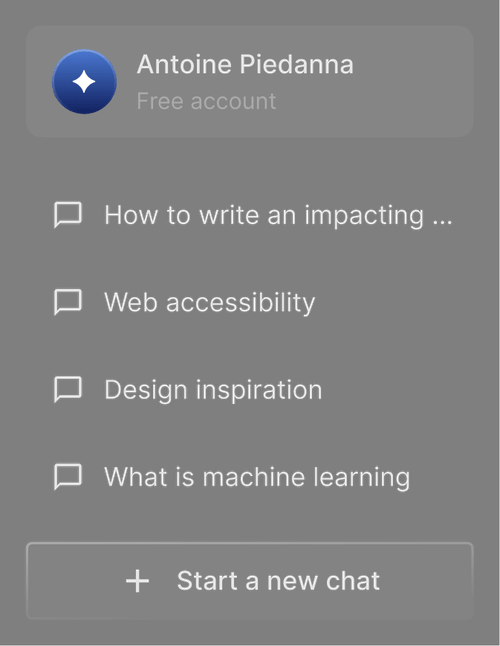 Antoine Piedanna
Free account
How to write an impacting ...
Web accessibility
Design inspiration
What is machine learning
Start a new chat